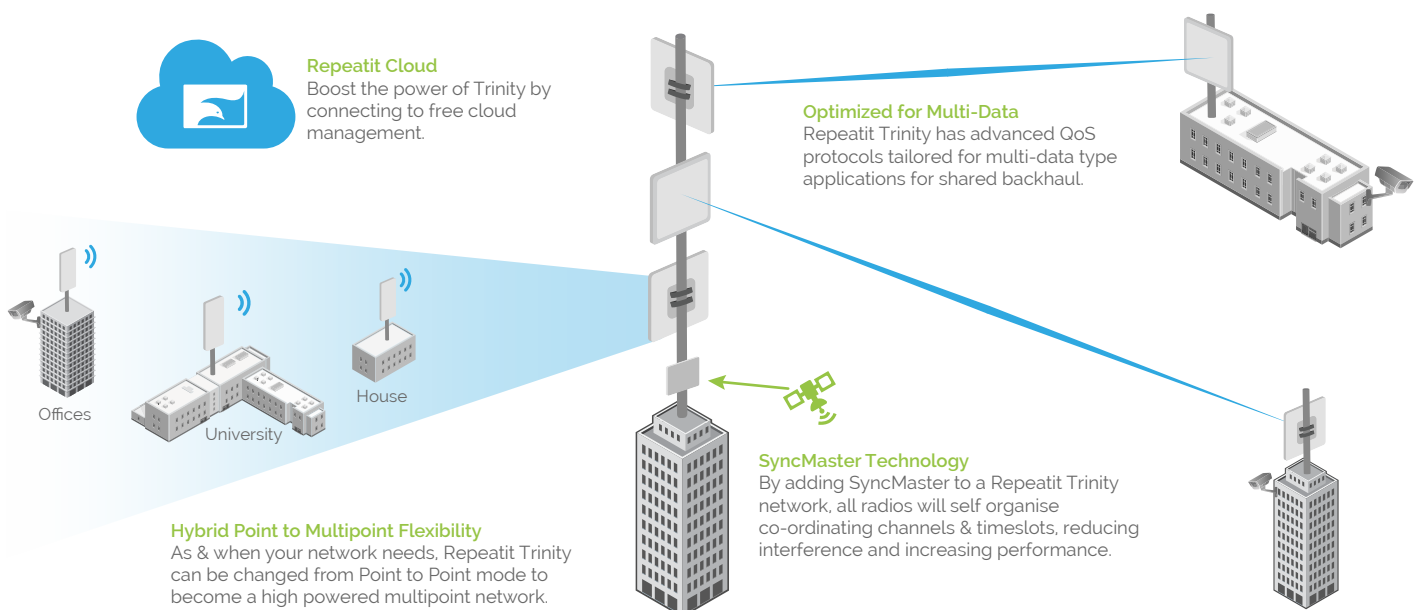 Repeatit Cloud
Boost the power of Trinity by
connecting to free cloud
management.
Optimized for Multi-Data
Repeatit Trinity has advanced QoS
protocols tailored for multi-data type
applications for shared backhaul.
Offices
University
House
SyncMaster Technology
By adding SyncMaster to a Repeatit Trinity
network, all radios will self organise
co-ordinating channels & timeslots, reducing
interference and increasing performance.
Hybrid Point to Multipoint Flexibility
As & when your network needs, Repeatit Trinity
can be changed from Point to Point mode to
become a high powered multipoint network.